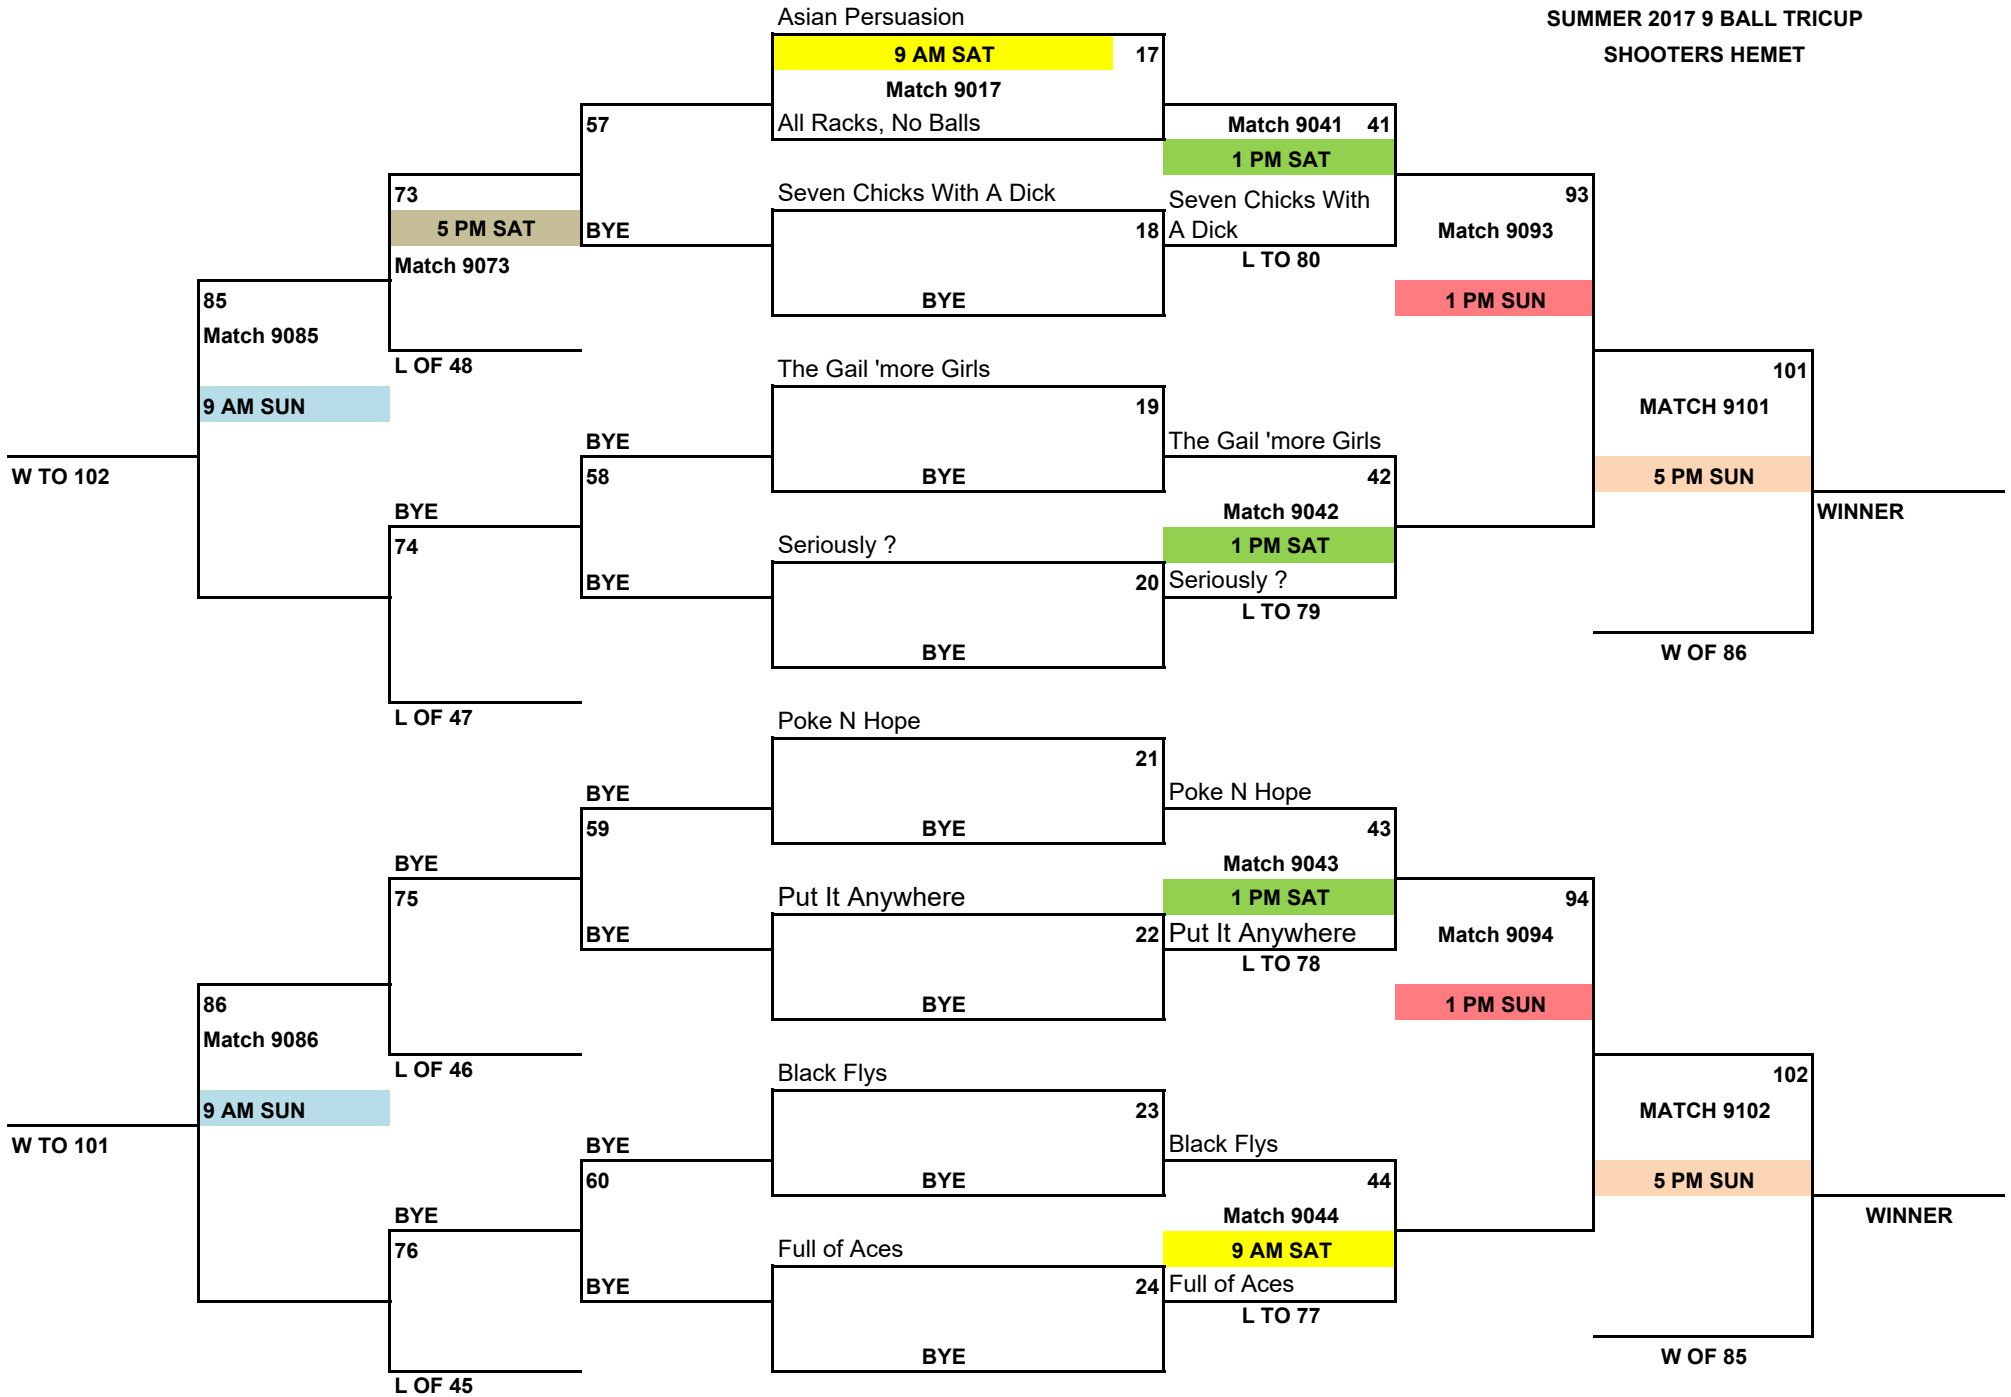 Asian Persuasion
SUMMER 2017 9 BALL TRICUP
9 AM SAT 17
SHOOTERS HEMET
Match 9017
57
All Racks, No Balls
Match 9041 41
1 PM SAT
73
Seven Chicks With A Dick
Seven Chicks With
A Dick
93
5 PM SAT
BYE
18
Match 9093
Match 9073
L TO 80
85
BYE
1 PM SUN
Match 9085
L OF 48
The Gail 'more Girls
101
9 AM SUN
19
MATCH 9101
BYE
The Gail 'more Girls
W TO 102
58
BYE
42
5 PM SUN
BYE
Match 9042
WINNER
74
Seriously ?
1 PM SAT
BYE
20
Seriously ?
L TO 79
BYE
W OF 86
L OF 47
Poke N Hope
21
BYE
Poke N Hope
59
BYE
43
BYE
Match 9043
75
Put It Anywhere
1 PM SAT
94
BYE
22
Put It Anywhere
Match 9094
L TO 78
86
BYE
1 PM SUN
Match 9086
L OF 46
Black Flys
102
9 AM SUN
23
MATCH 9102
W TO 101
BYE
Black Flys
60
BYE
44
5 PM SUN
BYE
Match 9044
WINNER
76
Full of Aces
9 AM SAT
BYE
24
Full of Aces
L TO 77
BYE
W OF 85
L OF 45